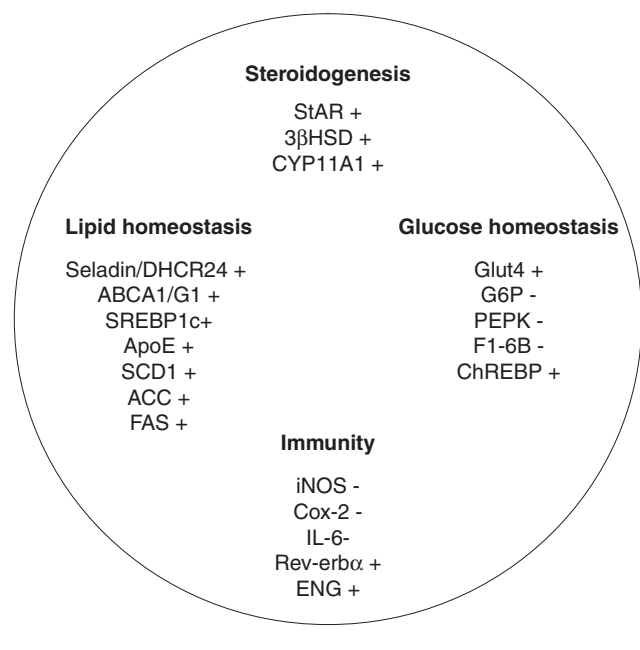 Steroidogenesis
StAR +
3βHSD +
CYP11A1 +
Lipid homeostasis
Seladin/DHCR24 +
ABCA1/G1 +
SREBP1c+
ApoE +
SCD1 +
ACC +
FAS +
Glucose homeostasis
Glut4 +
G6P -
PEPK -
F1-6B -
ChREBP +
Immunity
iNOS -
Cox-2 -
IL-6-
Rev-erbα +
ENG +